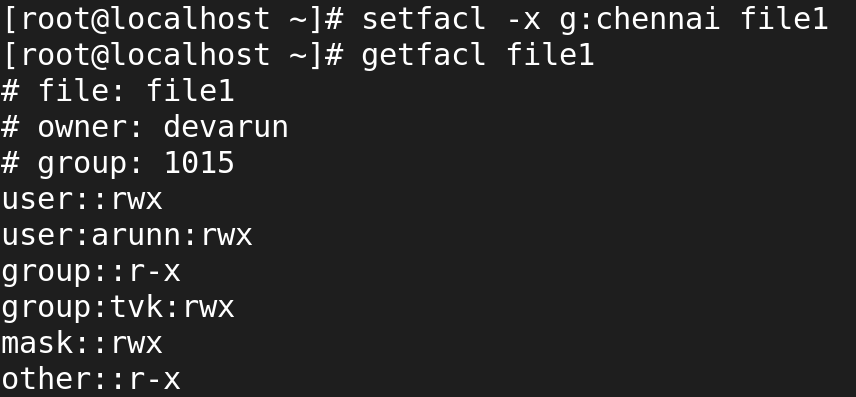 [root@localhost ~]# setfacl -x g:chennai file1
[root@localhost ~]# getfacl file1
# file: file1
# owner: devarun
# group: 1015
user::rwx
user:arunn:rwx
group::r-x
group:tvk:rwx
mask::rwx
other::r-x